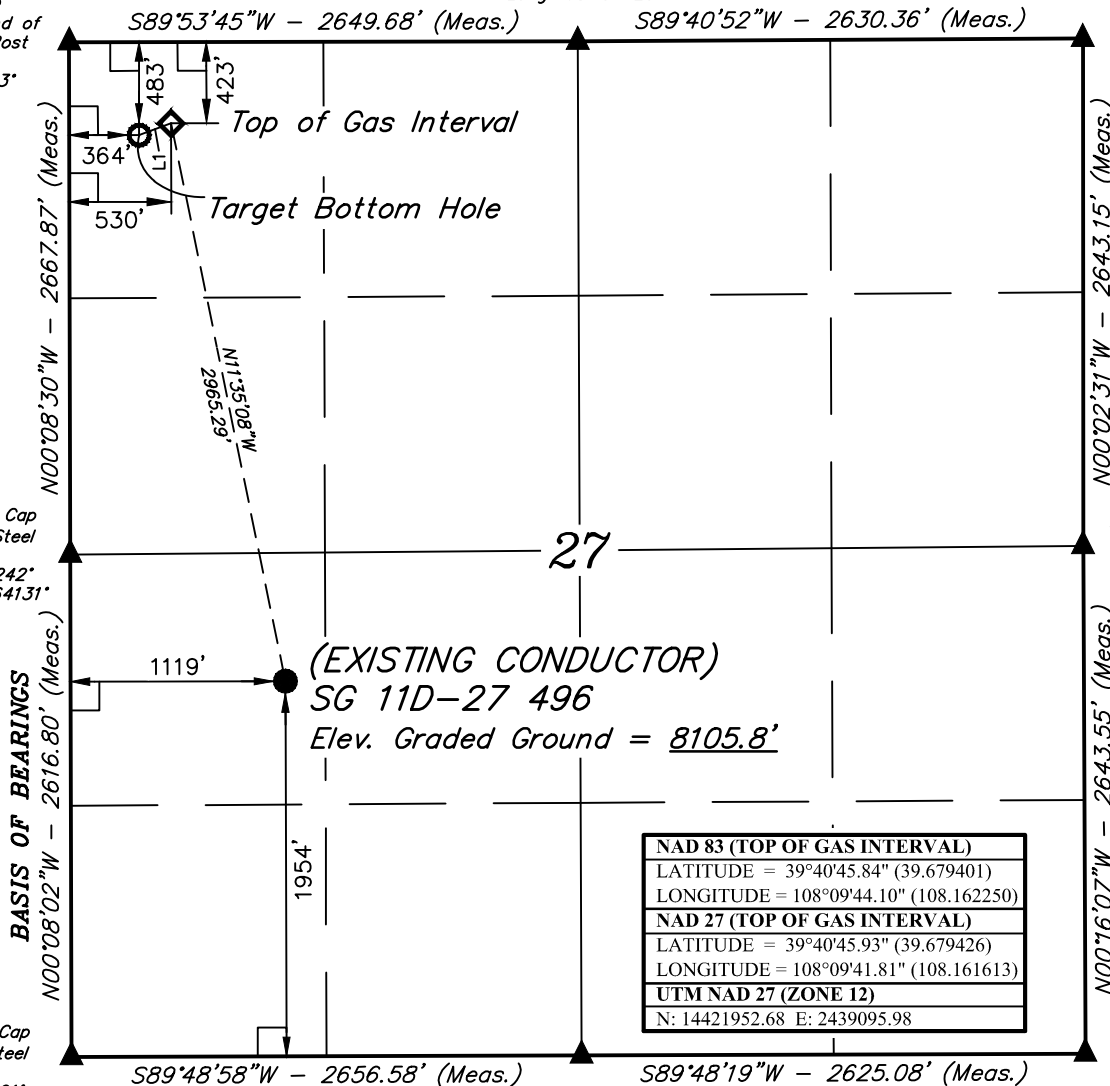 ed of
Post
3°
S89°53'45"W - 2649.68' (Meas.)
S89°40'52"W - 2630.36' (Meas.)
483'
423'
Top of Gas Interval
364'
L1
530'
Target Bottom Hole
N00°08'30"W - 2667.87' (Meas.)
N00°02'31"W - 2643.15' (Meas.)
N11°35'08"W
2965.29'
Cap
Steel
242°
64131°
27
1119'
(EXISTING CONDUCTOR)
SG 11D-27 496
Elev. Graded Ground = 8105.8'
BASIS OF BEARINGS
N00°08'02"W - 2616.80' (Meas.)
N00°16'07"W - 2643.55' (Meas.)
1954'
NAD 83 (TOP OF GAS INTERVAL)
LATITUDE = 39°40'45.84" (39.679401)
LONGITUDE = 108°09'44.10" (108.162250)
NAD 27 (TOP OF GAS INTERVAL)
LATITUDE = 39°40'45.93" (39.679426)
LONGITUDE = 108°09'41.81" (108.161613)
UTM NAD 27 (ZONE 12)
N: 14421952.68 E: 2439095.98
Cap
Steel
S89°48'58"W - 2656.58' (Meas.)
S89°48'19"W - 2625.08' (Meas.)